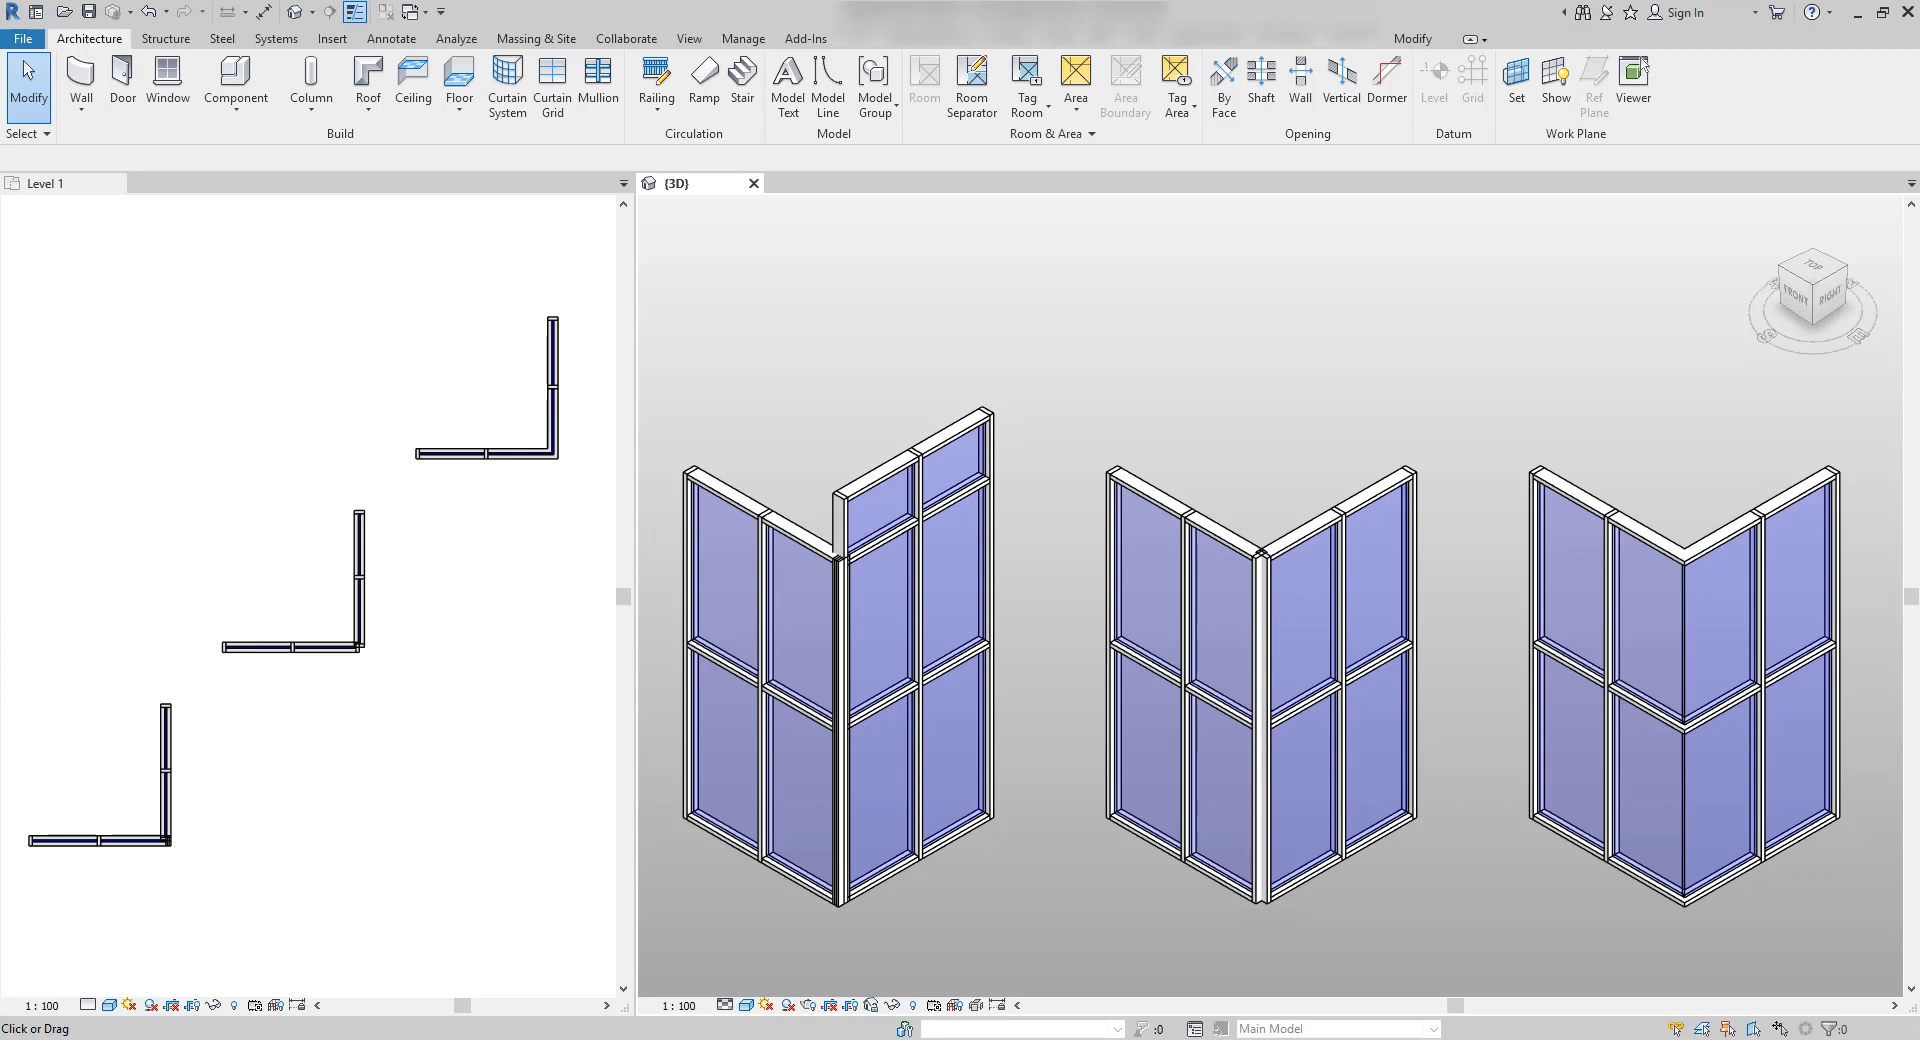 Sign In
File Architecture Structure Steel Systems Insert Annotate Analyze Massing & Site Collaborate View Manage Add-Ins Modify
Modify Wall Door Window Component Column Roof Ceiling Floor Curtain System Curtain Grid Mullion Railing Ramp Stair Model Text Model Line Model Group Room Room Separator Tag Room Area Area Boundary Tag Area By Face Shaft Wall Vertical Dormer Level Grid Set Show Ref Plane Viewer
Select Build Circulation Model Room & Area Opening Datum Work Plane
Level 1 {3D}
TOP
FRONT RIGHT
1 : 100 1 : 100
Click or Drag :0 Main Model :0